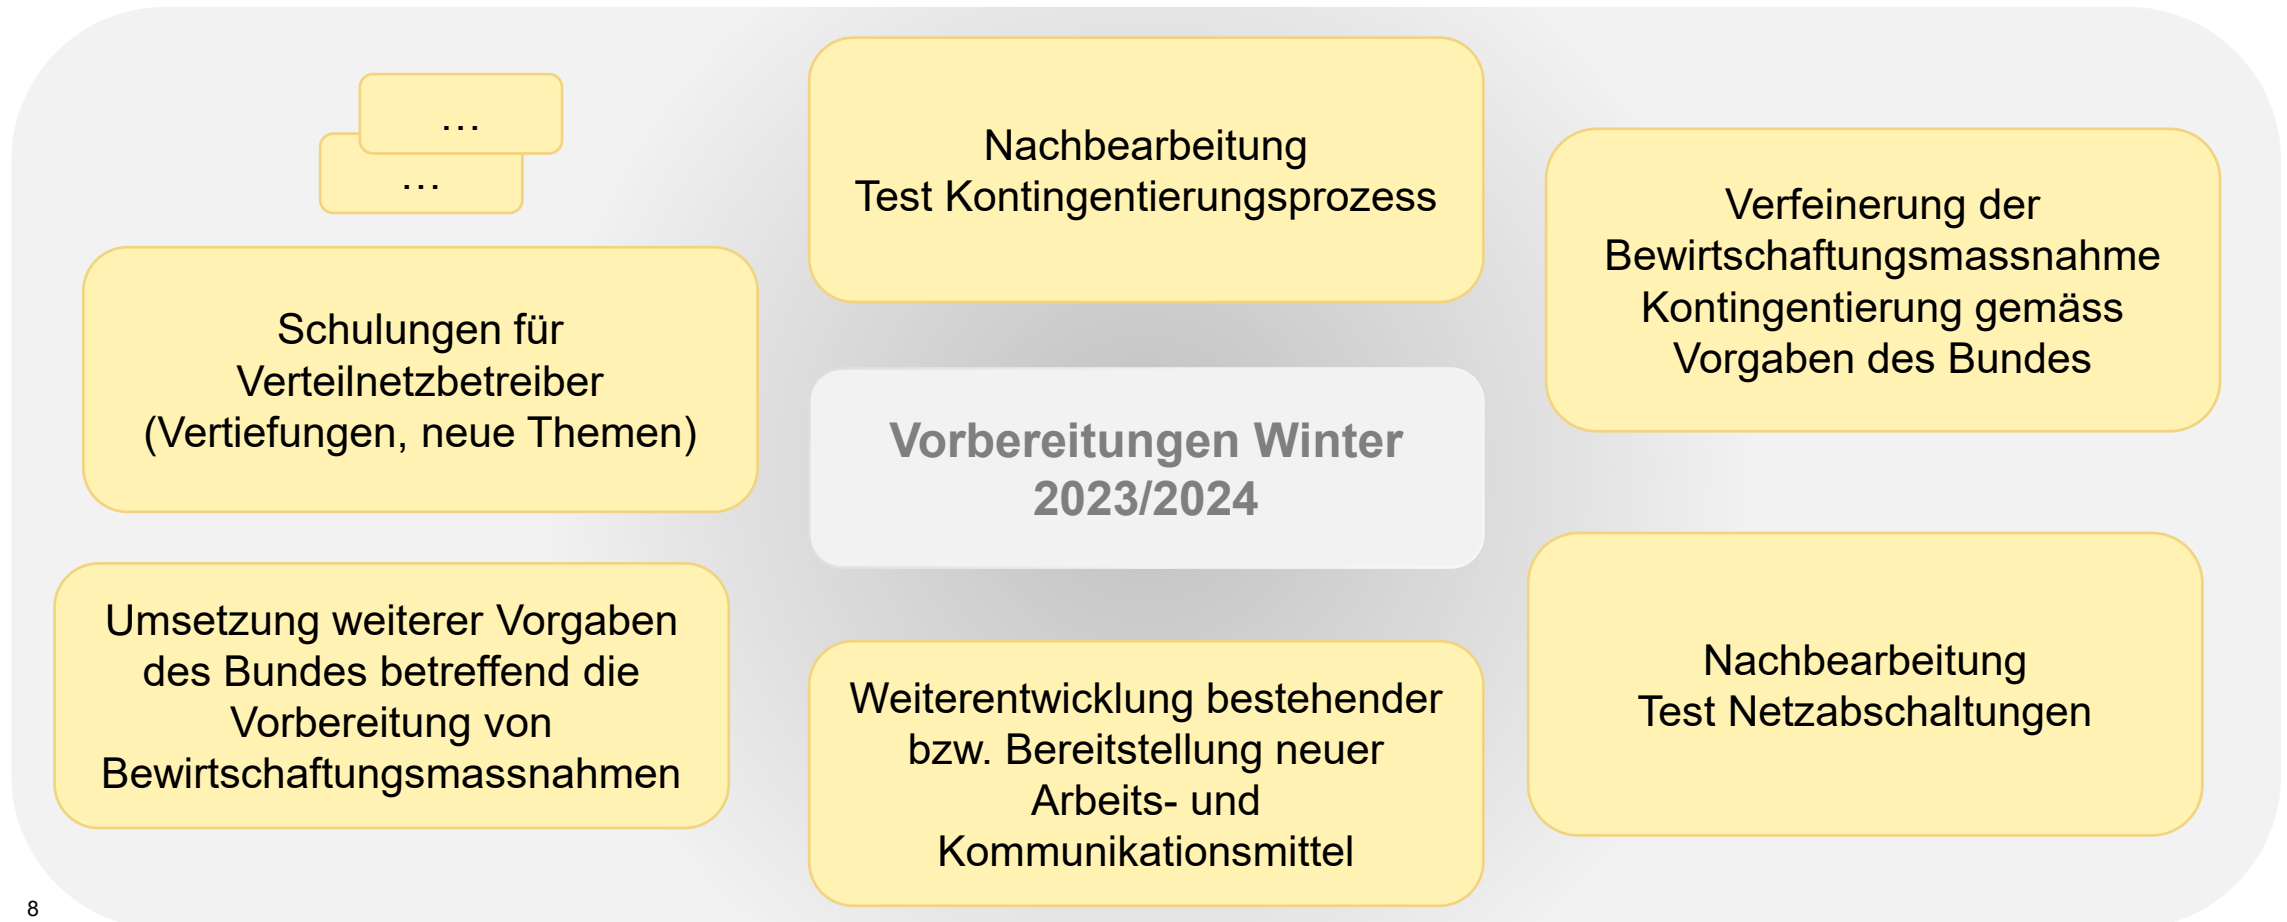 …
…
Nachbearbeitung
Test Kontingentierungsprozess
Verfeinerung der
Bewirtschaftungsmassnahme
Kontingentierung gemäss
Vorgaben des Bundes
Schulungen für
Verteilnetzbetreiber
(Vertiefungen, neue Themen)
Vorbereitungen Winter
2023/2024
Umsetzung weiterer Vorgaben
des Bundes betreffend die
Vorbereitung von
Bewirtschaftungsmassnahmen
Weiterentwicklung bestehender
bzw. Bereitstellung neuer
Arbeits- und
Kommunikationsmittel
Nachbearbeitung
Test Netzabschaltungen
8